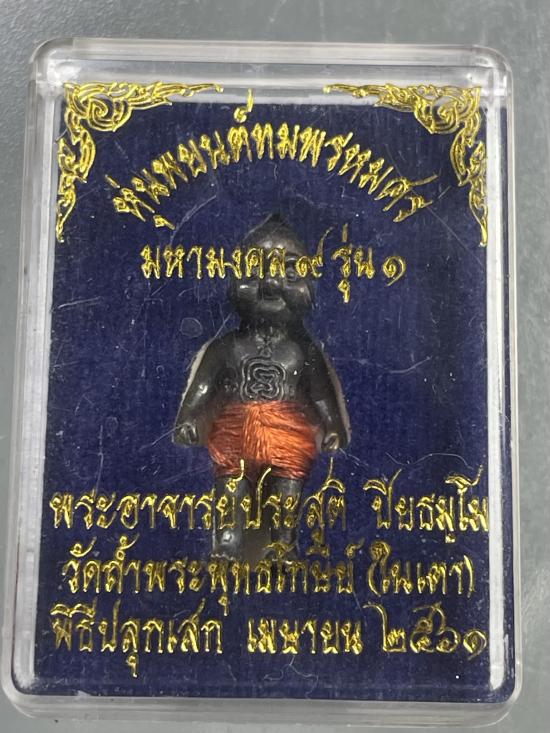 หุ่นพยนต์ทมพรหมศร
มหามงคล ๙ รุ่น ๑
พระอาจารย์ประสูติ ปิยธมฺโม
วัดถ้ำพระพุทธโกษีย์ (ในเตา)
พิธีปลุกเสก เมษายน ๒๕๖๑